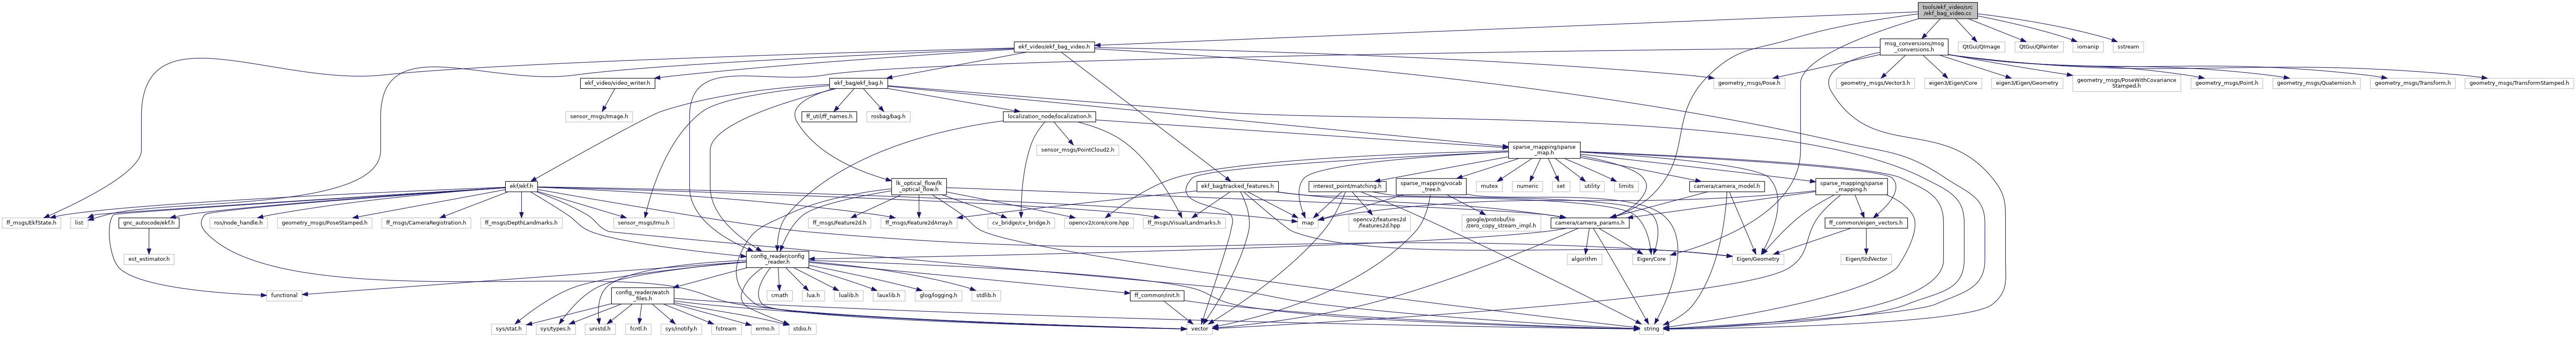 tools/ekf_video/src
/ekf_bag_video.cc
ekf_video/ekf_bag_video.h
msg_conversions/msg
_conversions.h
QtGui/QImage
QtGui/QPainter
iomanip
sstream
ekf_video/video_writer.h
ekf_bag/ekf_bag.h
geometry_msgs/Pose.h
geometry_msgs/Vector3.h
eigen3/Eigen/Core
eigen3/Eigen/Geometry
geometry_msgs/PoseWithCovariance
Stamped.h
geometry_msgs/Point.h
geometry_msgs/Quaternion.h
geometry_msgs/Transform.h
geometry_msgs/TransformStamped.h
sensor_msgs/Image.h
ff_util/ff_names.h
rosbag/bag.h
localization_node/localization.h
sensor_msgs/PointCloud2.h
sparse_mapping/sparse
_map.h
ekf/ekf.h
lk_optical_flow/lk
_optical_flow.h
ekf_bag/tracked_features.h
interest_point/matching.h
sparse_mapping/vocab
_tree.h
mutex
numeric
set
utility
limits
camera/camera_model.h
sparse_mapping/sparse
_mapping.h
ff_msgs/EkfState.h
list
gnc_autocode/ekf.h
ros/node_handle.h
geometry_msgs/PoseStamped.h
ff_msgs/CameraRegistration.h
ff_msgs/DepthLandmarks.h
sensor_msgs/Imu.h
ff_msgs/Feature2d.h
ff_msgs/Feature2dArray.h
cv_bridge/cv_bridge.h
opencv2/core/core.hpp
ff_msgs/VisualLandmarks.h
map
opencv2/features2d
/features2d.hpp
google/protobuf/io
/zero_copy_stream_impl.h
camera/camera_params.h
ff_common/eigen_vectors.h
est_estimator.h
config_reader/config
_reader.h
algorithm
Eigen/Core
Eigen/Geometry
Eigen/StdVector
functional
config_reader/watch
_files.h
cmath
lua.h
lualib.h
lauxlib.h
glog/logging.h
stdlib.h
ff_common/init.h
sys/stat.h
sys/types.h
unistd.h
fcntl.h
sys/inotify.h
fstream
errno.h
stdio.h
vector
string